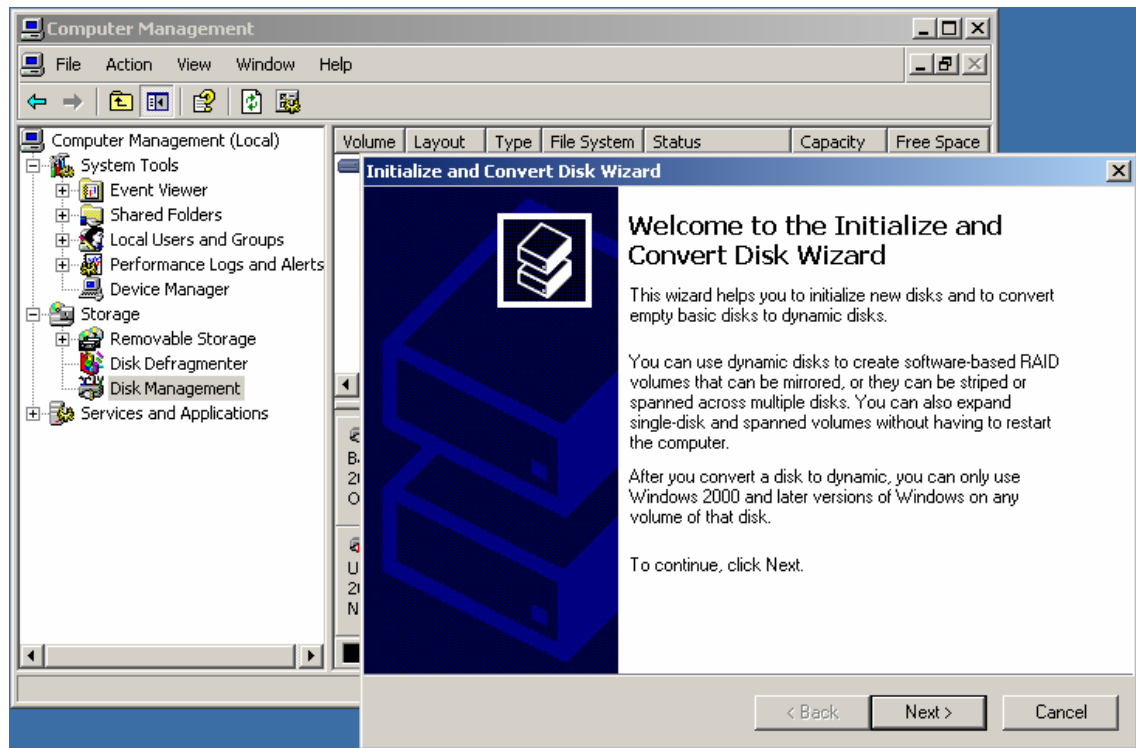 Computer Management
File Action View Window Help
Computer Management (Local)
System Tools
Event Viewer
Shared Folders
Local Users and Groups
Performance Logs and Alerts
Device Manager
Storage
Removable Storage
Disk Defragmenter
Disk Management
Services and Applications
Volume Layout Type File System Status Capacity Free Space
Initialize and Convert Disk Wizard
Welcome to the Initialize and
Convert Disk Wizard
This wizard helps you to initialize new disks and to convert
empty basic disks to dynamic disks.
You can use dynamic disks to create software-based RAID
volumes that can be mirrored, or they can be striped or
spanned across multiple disks. You can also expand
single-disk and spanned volumes without having to restart
the computer.
After you convert a disk to dynamic, you can only use
Windows 2000 and later versions of Windows on any
volume of that disk.
To continue, click Next.
< Back Next > Cancel